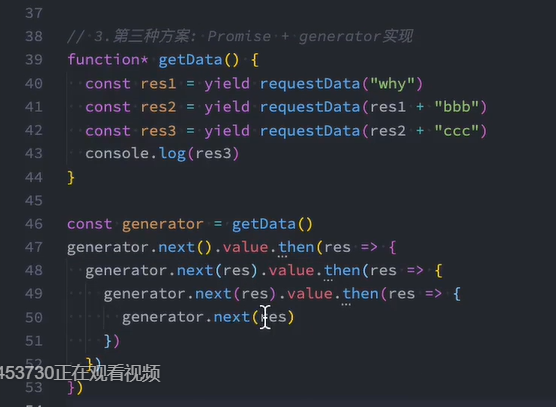 37
38 // 3.第三种方案: Promise + generator实现
39 function* getData() {
40   const res1 = yield requestData("why")
41   const res2 = yield requestData(res1 + "bbb")
42   const res3 = yield requestData(res2 + "ccc")
43   console.log(res3)
44 }
45
46 const generator = getData()
47 generator.next().value.then(res => {
48   generator.next(res).value.then(res => {
49     generator.next(res).value.then(res => {
50       generator.next(res)
51     })
52   })
453730正在观看视频
53 })